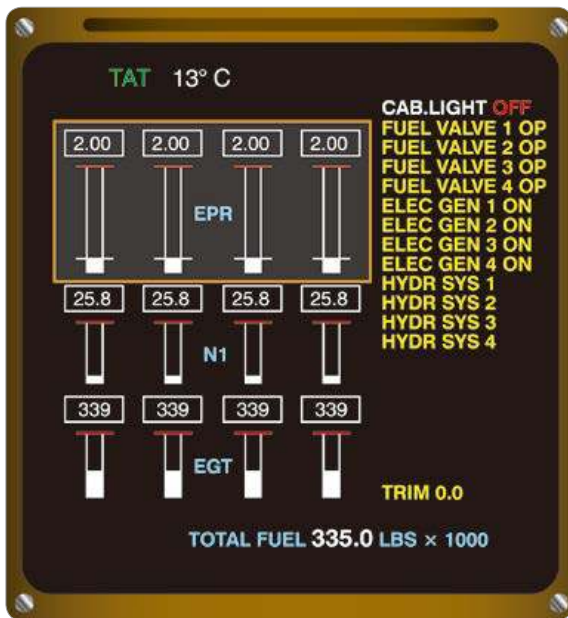 TAT 13° C
CAB.LIGHT OFF
FUEL VALVE 1 OP
FUEL VALVE 2 OP
FUEL VALVE 3 OP
FUEL VALVE 4 OP
ELEC GEN 1 ON
ELEC GEN 2 ON
ELEC GEN 3 ON
ELEC GEN 4 ON
HYDR SYS 1
HYDR SYS 2
HYDR SYS 3
HYDR SYS 4
2.00 2.00 2.00 2.00
EPR
25.8 25.8 25.8 25.8
N1
339 339 339 339
EGT
TRIM 0.0
TOTAL FUEL 335.0 LBS × 1000